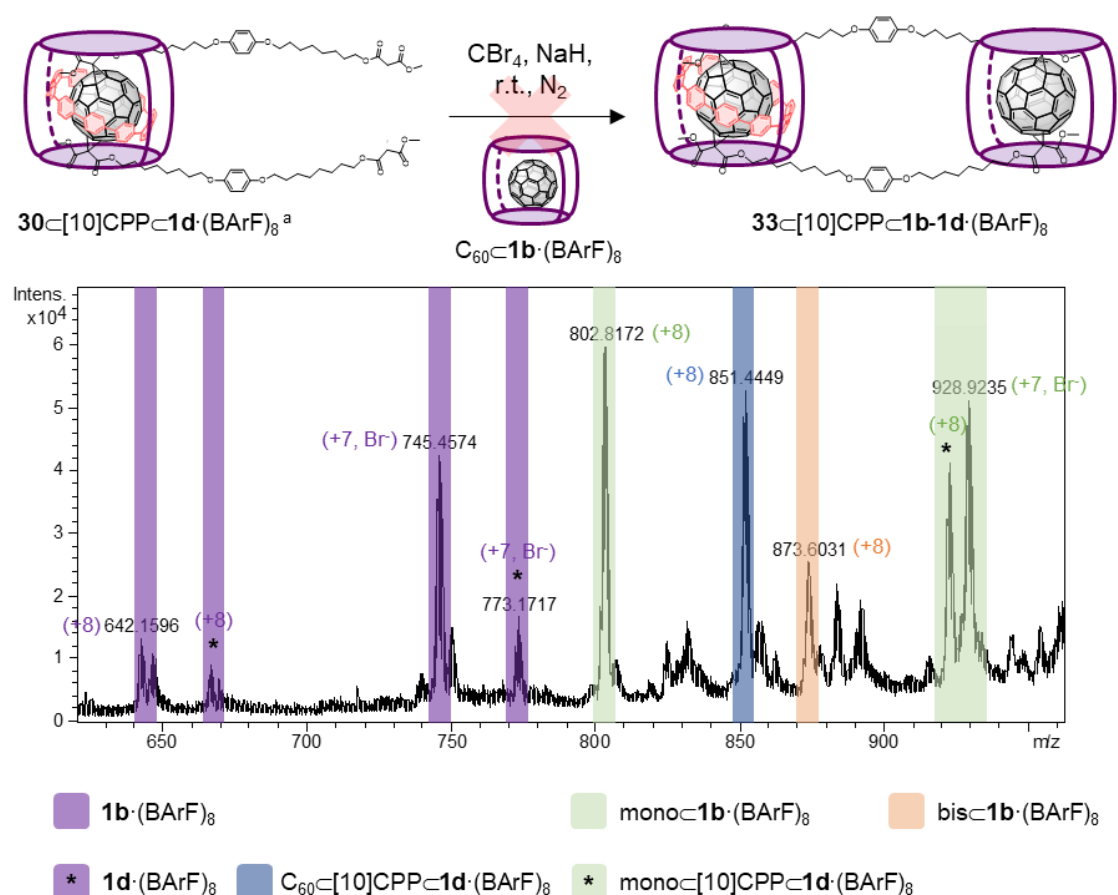 CBr₄, NaH,
r.t., N₂
30⊂[10]CPP⊂1d·(BArF)₈ ᵃ
C₆₀⊂1b·(BArF)₈
33⊂[10]CPP⊂1b-1d·(BArF)₈
Intens.
x10⁴
6
5
4
3
2
1
0
(+8) 642.1596
(+8)
*
(+7, Br⁻) 745.4574
(+7, Br⁻)
*
773.1717
802.8172 (+8)
(+8) 851.4449
873.6031 (+8)
928.9235 (+7, Br⁻)
(+8)
*
650 700 750 800 850 900 m/z
1b·(BArF)₈ mono⊂1b·(BArF)₈ bis⊂1b·(BArF)₈
* 1d·(BArF)₈ C₆₀⊂[10]CPP⊂1d·(BArF)₈ * mono⊂[10]CPP⊂1d·(BArF)₈